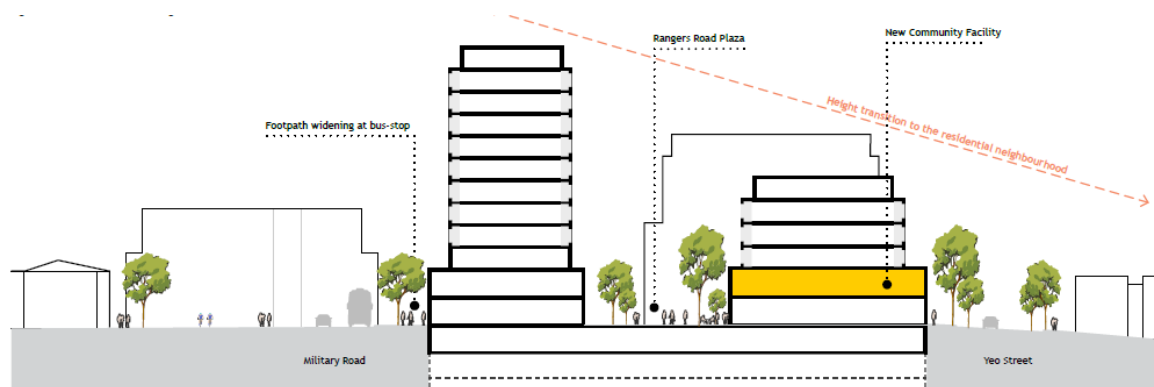 Rangers Road Plaza
New Community Facility
Height transition to the residential neighbourhood
Footpath widening at bus-stop
Military Road
Yeo Street